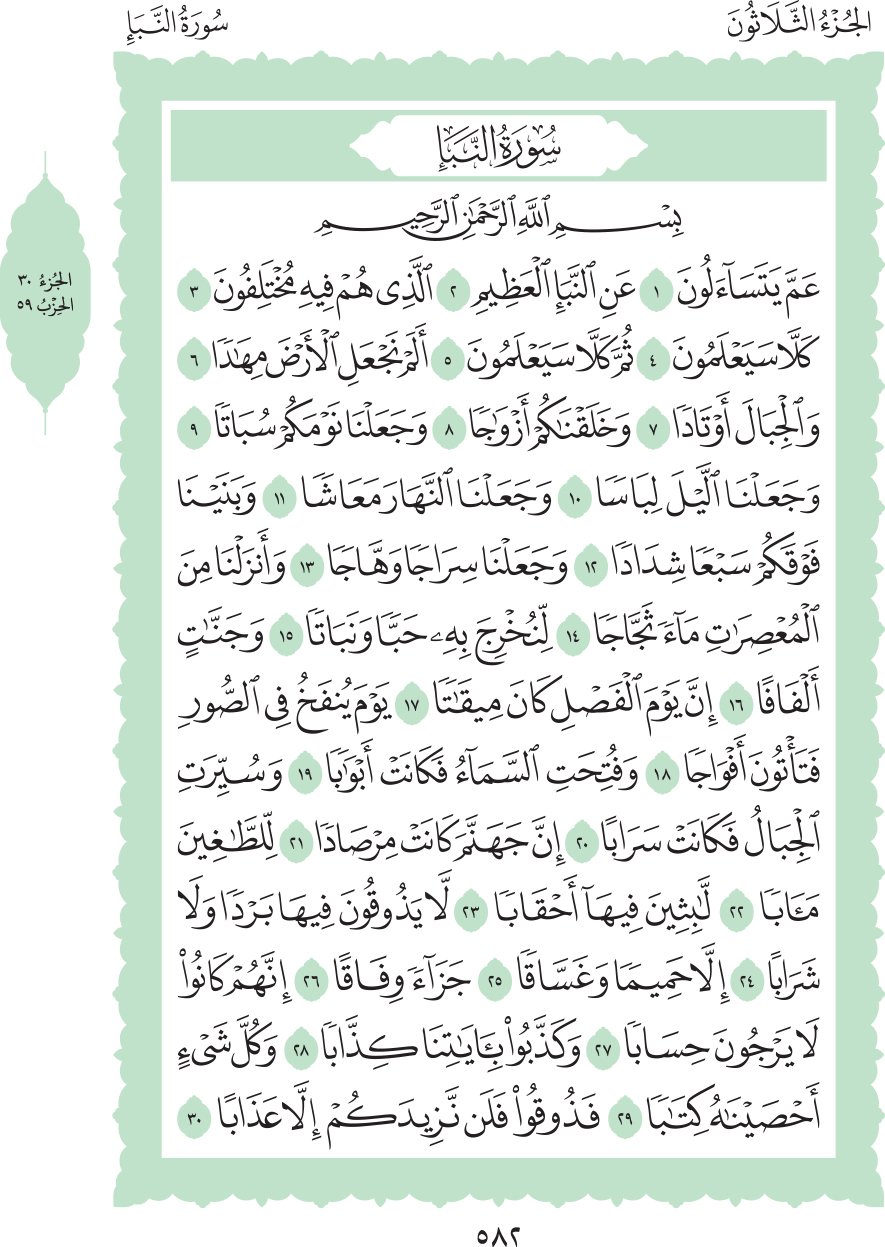 الجُزْءُ الثَّلَاثُونَ
سُورَةُ النَّبَإِ
الجُزءُ ٣٠
الحِزْبُ ٥٩
سُورَةُ النَّبَإِ
بِسْمِ ٱللَّهِ ٱلرَّحْمَٰنِ ٱلرَّحِيمِ
عَمَّ يَتَسَآءَلُونَ ١ عَنِ ٱلنَّبَإِ ٱلْعَظِيمِ ٢ ٱلَّذِى هُمْ فِيهِ مُخْتَلِفُونَ ٣
كَلَّا سَيَعْلَمُونَ ٤ ثُمَّ كَلَّا سَيَعْلَمُونَ ٥ أَلَمْ نَجْعَلِ ٱلْأَرْضَ مِهَٰدًا ٦
وَٱلْجِبَالَ أَوْتَادًا ٧ وَخَلَقْنَٰكُمْ أَزْوَٰجًا ٨ وَجَعَلْنَا نَوْمَكُمْ سُبَاتًا ٩
وَجَعَلْنَا ٱلَّيْلَ لِبَاسًا ١٠ وَجَعَلْنَا ٱلنَّهَارَ مَعَاشًا ١١ وَبَنَيْنَا
فَوْقَكُمْ سَبْعًا شِدَادًا ١٢ وَجَعَلْنَا سِرَاجًا وَهَّاجًا ١٣ وَأَنزَلْنَا مِنَ
ٱلْمُعْصِرَٰتِ مَآءً ثَجَّاجًا ١٤ لِّنُخْرِجَ بِهِۦ حَبًّا وَنَبَاتًا ١٥ وَجَنَّٰتٍ
أَلْفَافًا ١٦ إِنَّ يَوْمَ ٱلْفَصْلِ كَانَ مِيقَٰتًا ١٧ يَوْمَ يُنفَخُ فِى ٱلصُّورِ
فَتَأْتُونَ أَفْوَاجًا ١٨ وَفُتِحَتِ ٱلسَّمَآءُ فَكَانَتْ أَبْوَٰبًا ١٩ وَسُيِّرَتِ
ٱلْجِبَالُ فَكَانَتْ سَرَابًا ٢٠ إِنَّ جَهَنَّمَ كَانَتْ مِرْصَادًا ٢١ لِّلطَّٰغِينَ
مَـَٔابًا ٢٢ لَّٰبِثِينَ فِيهَآ أَحْقَابًا ٢٣ لَّا يَذُوقُونَ فِيهَا بَرْدًا وَلَا
شَرَابًا ٢٤ إِلَّا حَمِيمًا وَغَسَّاقًا ٢٥ جَزَآءً وِفَاقًا ٢٦ إِنَّهُمْ كَانُوا۟
لَا يَرْجُونَ حِسَابًا ٢٧ وَكَذَّبُوا۟ بِـَٔايَٰتِنَا كِذَّابًا ٢٨ وَكُلَّ شَىْءٍ
أَحْصَيْنَٰهُ كِتَٰبًا ٢٩ فَذُوقُوا۟ فَلَن نَّزِيدَكُمْ إِلَّا عَذَابًا ٣٠
٥٨٢